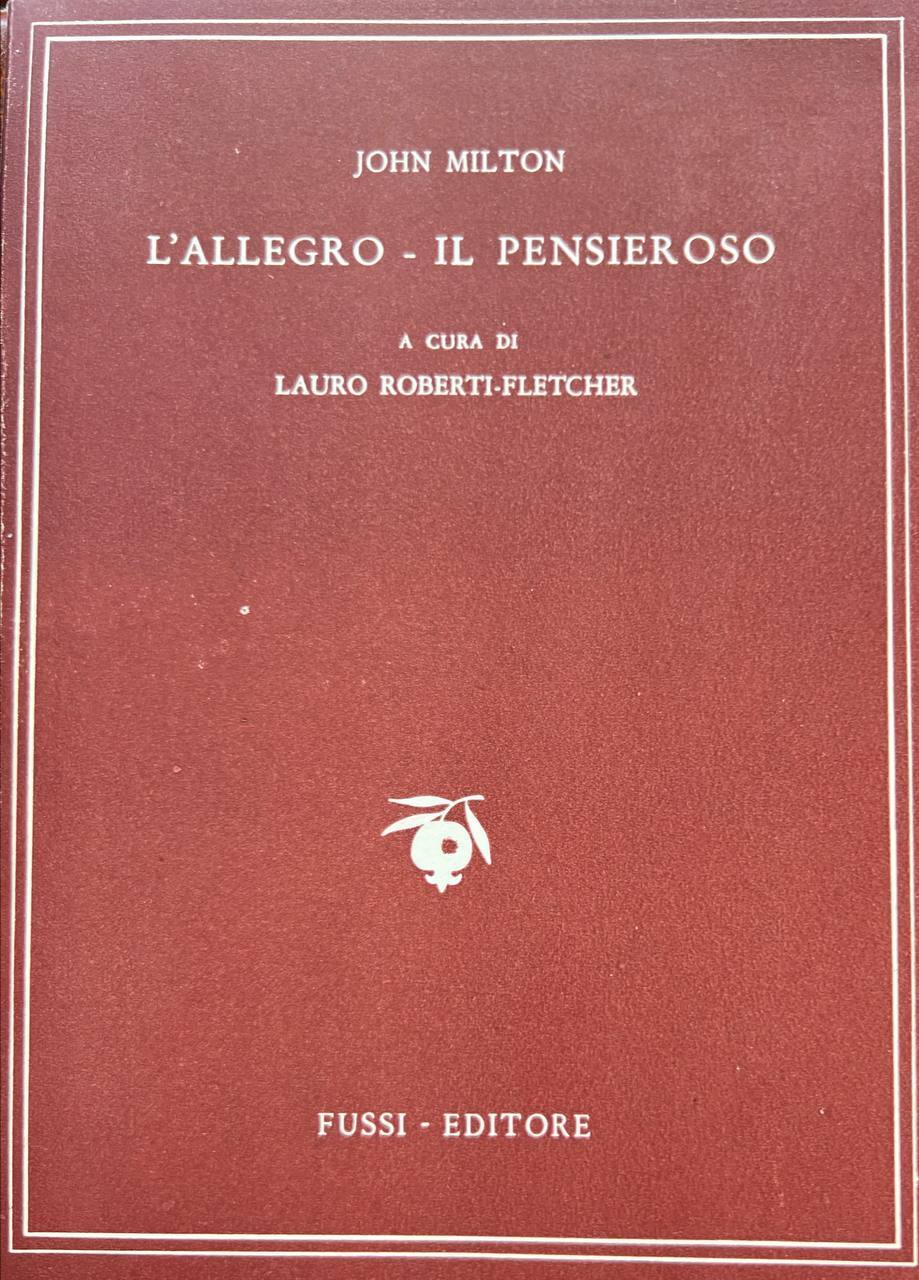 JOHN MILTON
L'ALLEGRO - IL PENSIEROSO
A CURA DI
LAURO ROBERTI-FLETCHER
FUSSI - EDITORE